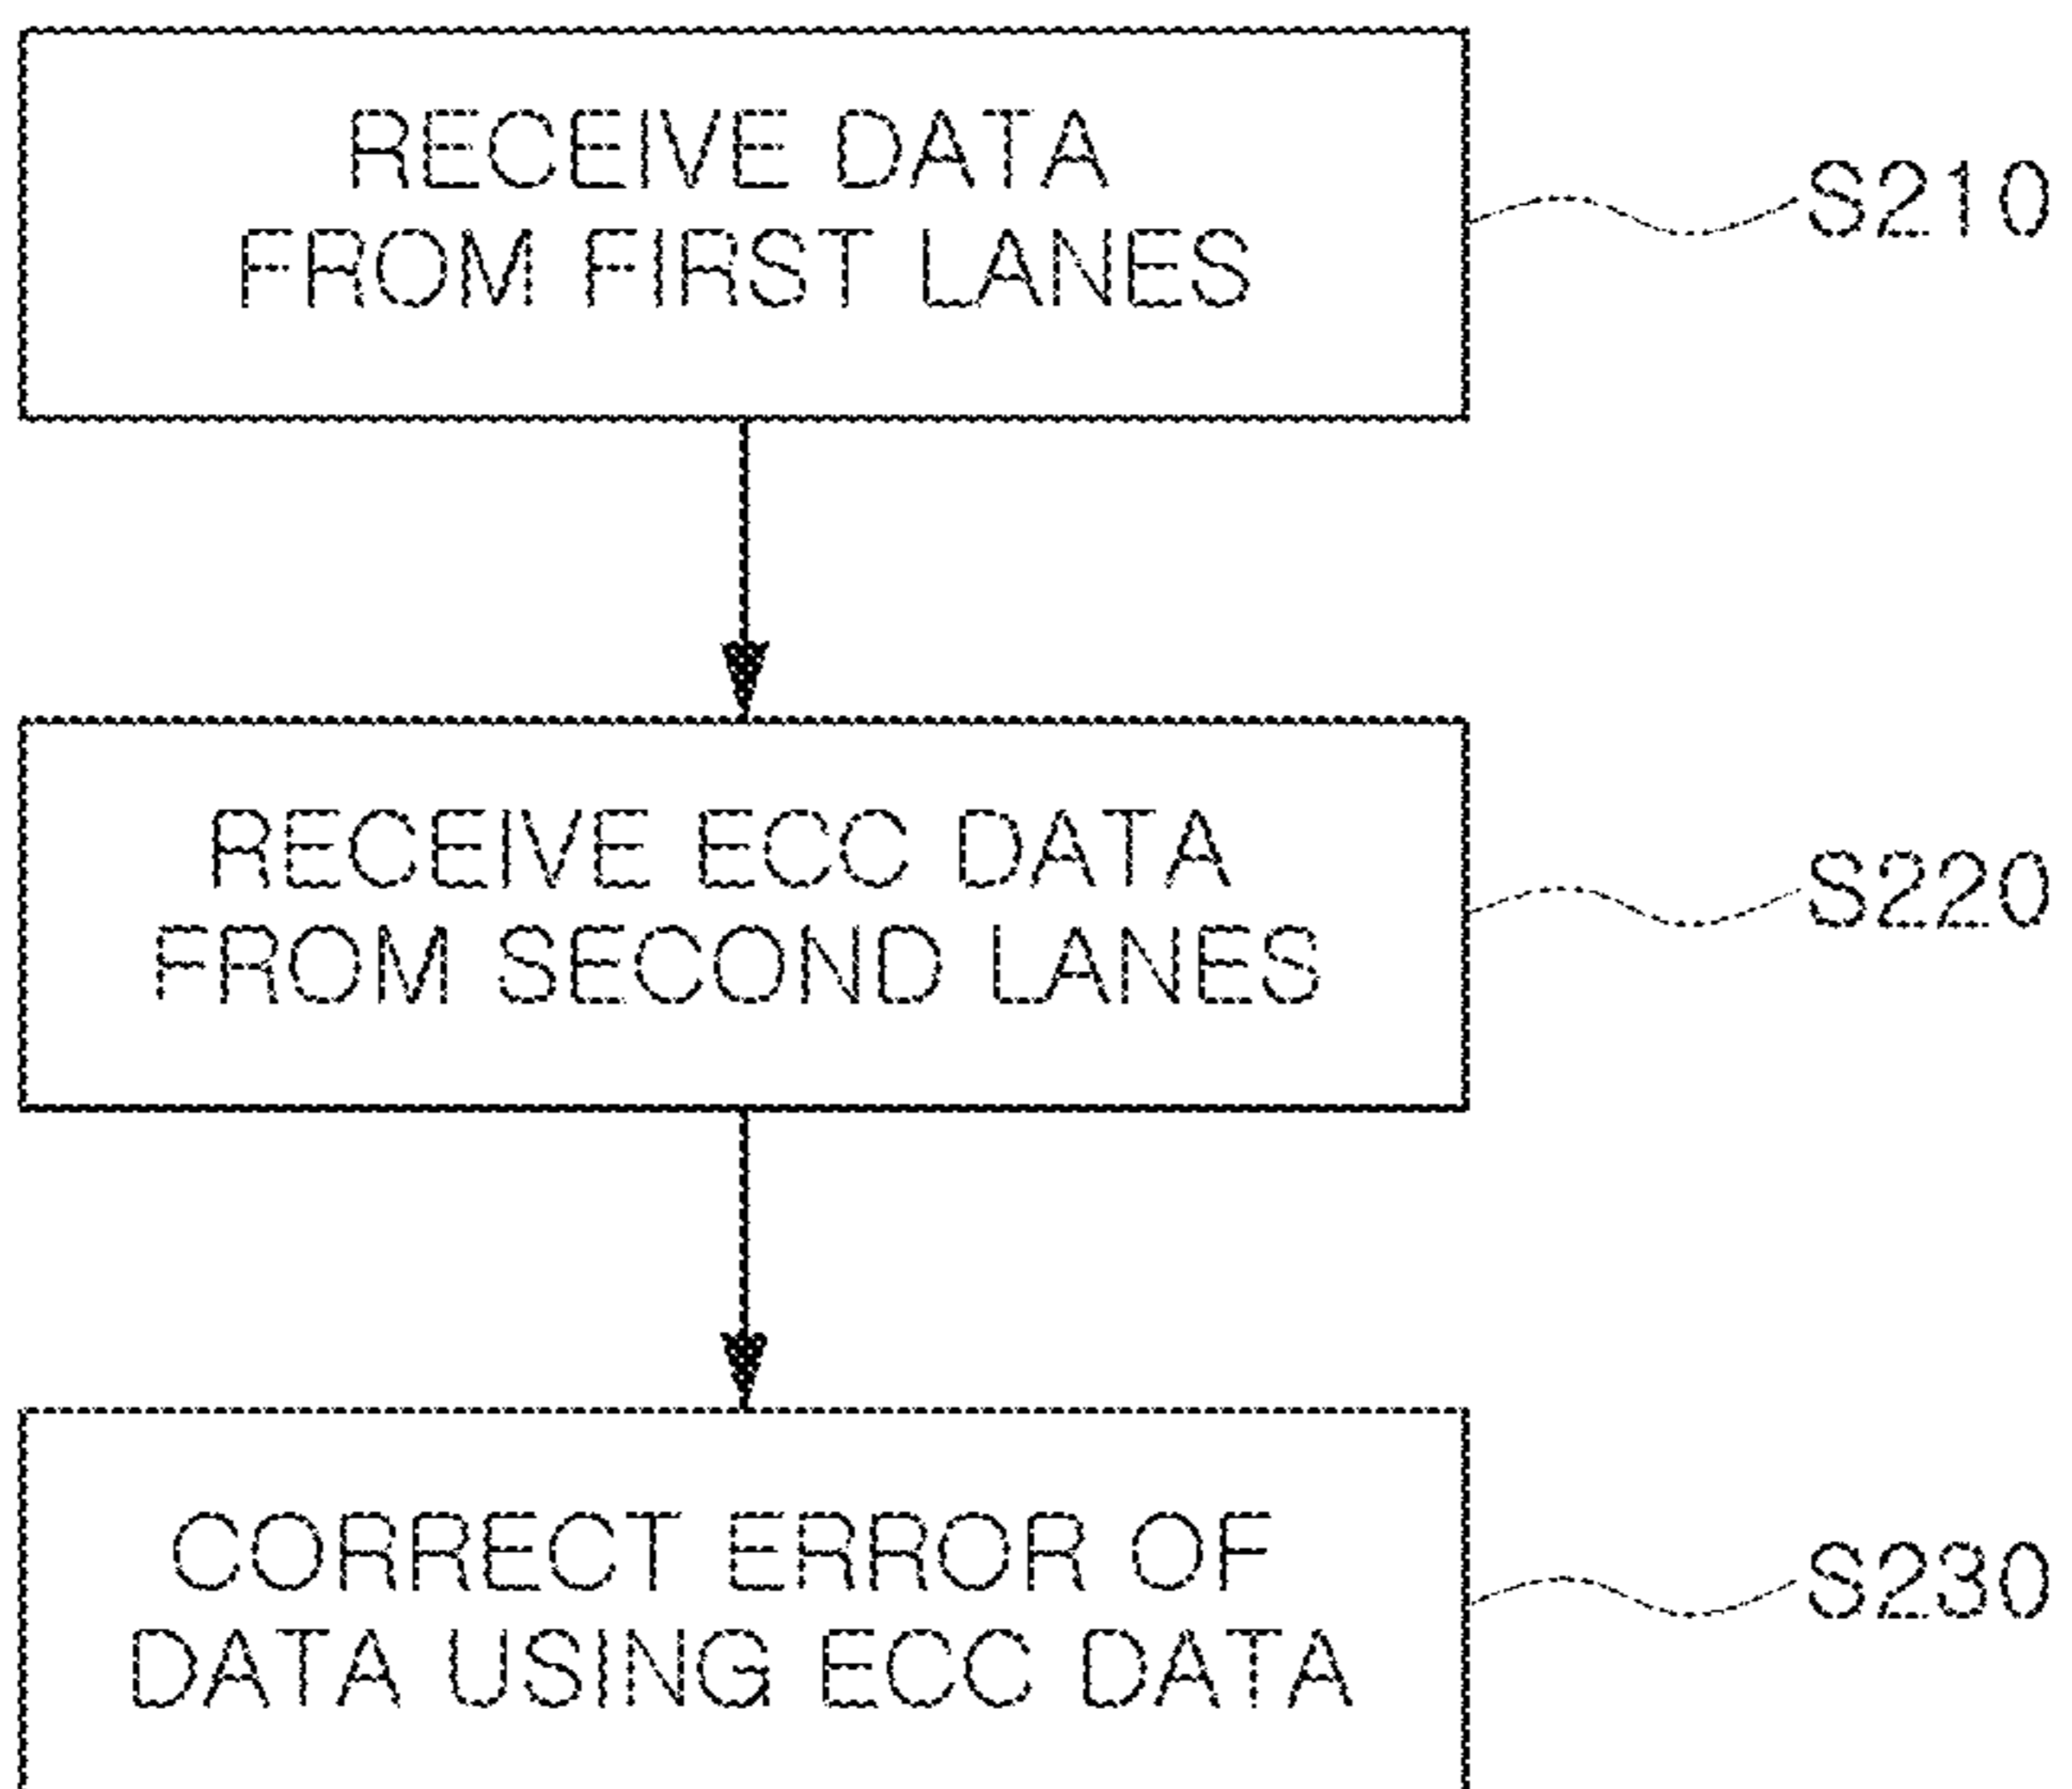 RECEIVE DATA
FROM FIRST LANES
S210
RECEIVE ECC DATA
FROM SECOND LANES
S220
CORRECT ERROR OF
DATA USING ECC DATA
S230